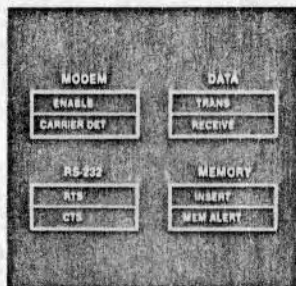 MODEM
ENABLE
CARRIER DET
DATA
TRANS
RECEIVE
RS-232
RTS
CTS
MEMORY
INSERT
MEM ALERT